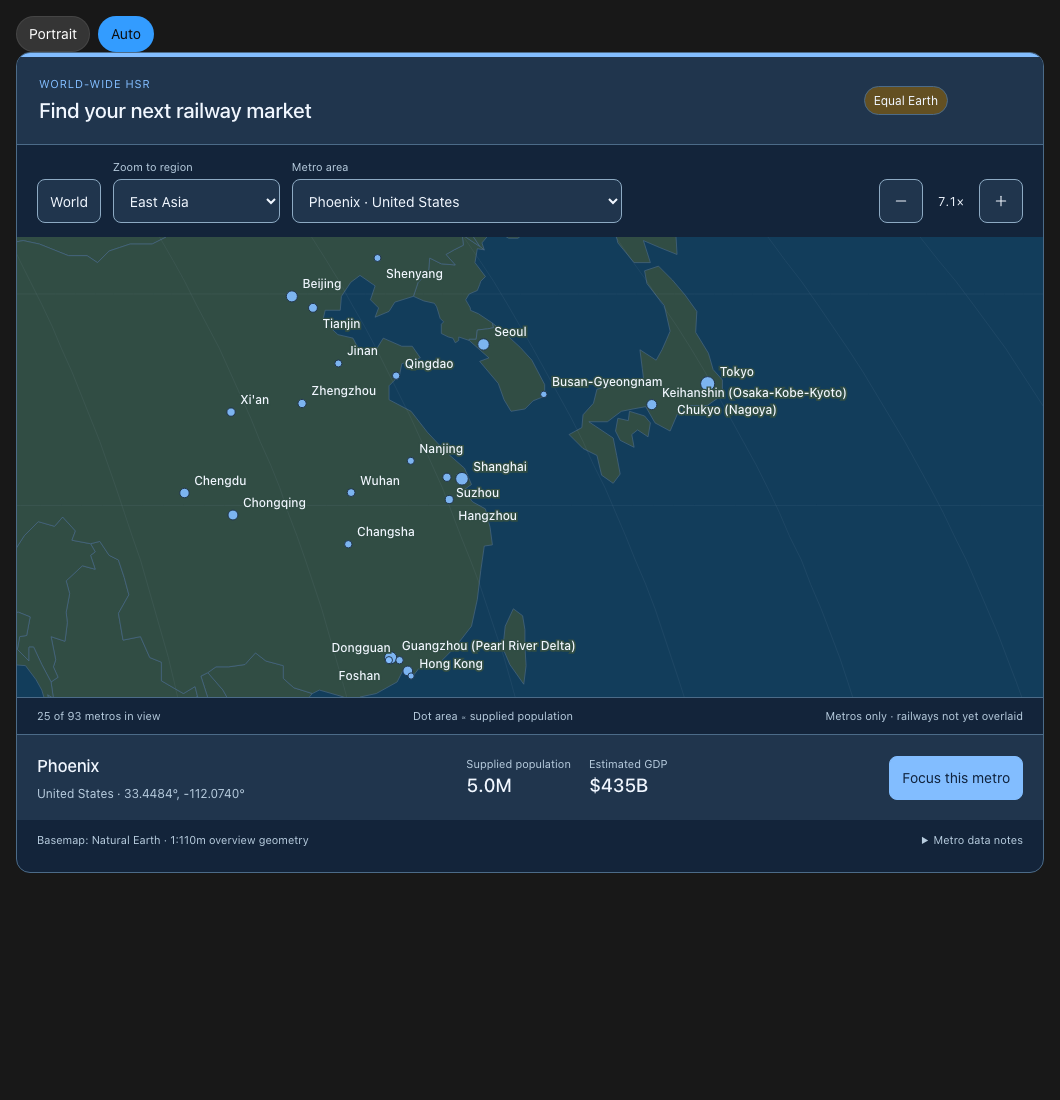 Portrait
Auto
WORLD-WIDE HSR
Find your next railway market
Equal Earth
Zoom to region
Metro area
World
East Asia
Phoenix · United States
−
7.1×
+
Shenyang
Beijing
Tianjin
Seoul
Jinan
Qingdao
Tokyo
Busan-Gyeongnam
Zhengzhou
Keihanshin (Osaka-Kobe-Kyoto)
Xi'an
Chukyo (Nagoya)
Nanjing
Shanghai
Chengdu
Wuhan
Suzhou
Chongqing
Hangzhou
Changsha
Dongguan
Guangzhou (Pearl River Delta)
Hong Kong
Foshan
25 of 93 metros in view
Dot area ∝ supplied population
Metros only · railways not yet overlaid
Phoenix
United States · 33.4484°, -112.0740°
Supplied population
5.0M
Estimated GDP
$435B
Focus this metro
Basemap: Natural Earth · 1:110m overview geometry
▶ Metro data notes